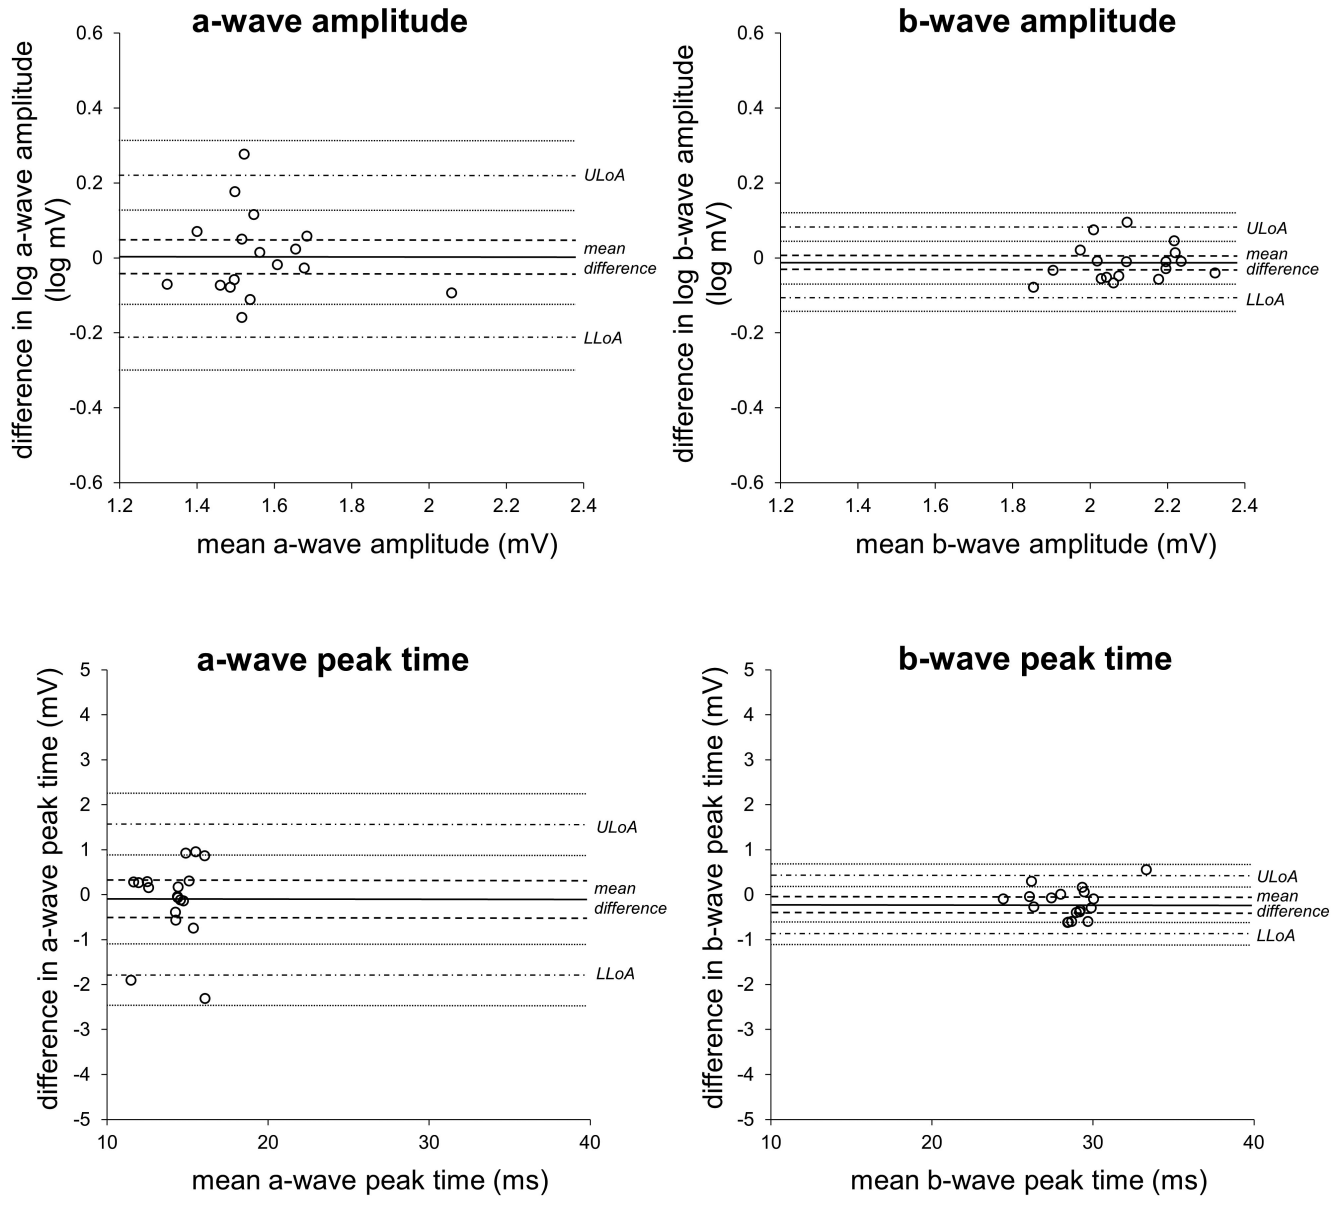 a-wave amplitude
difference in log a-wave amplitude
(log mV)
0.6
0.4
0.2
0
-0.2
-0.4
-0.6
ULoA
mean
difference
LLoA
1.2
1.4
1.6
1.8
2
2.2
2.4
mean a-wave amplitude (mV)
b-wave amplitude
difference in log b-wave amplitude
(log mV)
0.6
0.4
0.2
0
-0.2
-0.4
-0.6
ULoA
mean
difference
LLoA
1.2
1.4
1.6
1.8
2
2.2
2.4
mean b-wave amplitude (mV)
a-wave peak time
difference in a-wave peak time (mV)
5
4
3
2
1
0
-1
-2
-3
-4
-5
ULoA
mean
difference
LLoA
10
20
30
40
mean a-wave peak time (ms)
b-wave peak time
difference in b-wave peak time (mV)
5
4
3
2
1
0
-1
-2
-3
-4
-5
ULoA
mean
difference
LLoA
10
20
30
40
mean b-wave peak time (ms)